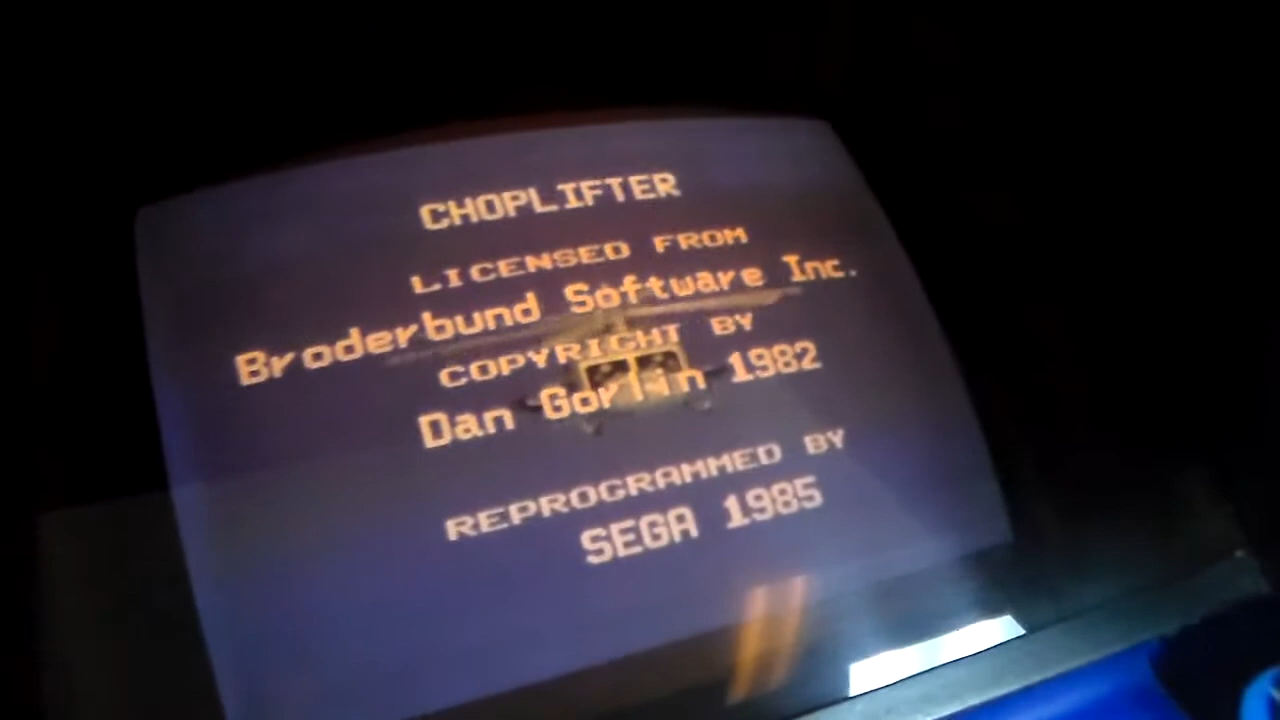 CHOPLIFTER
LICENSED FROM
Broderbund Software Inc.
COPYRIGHT BY
Dan Gorlin 1982
REPROGRAMMED BY
SEGA 1985